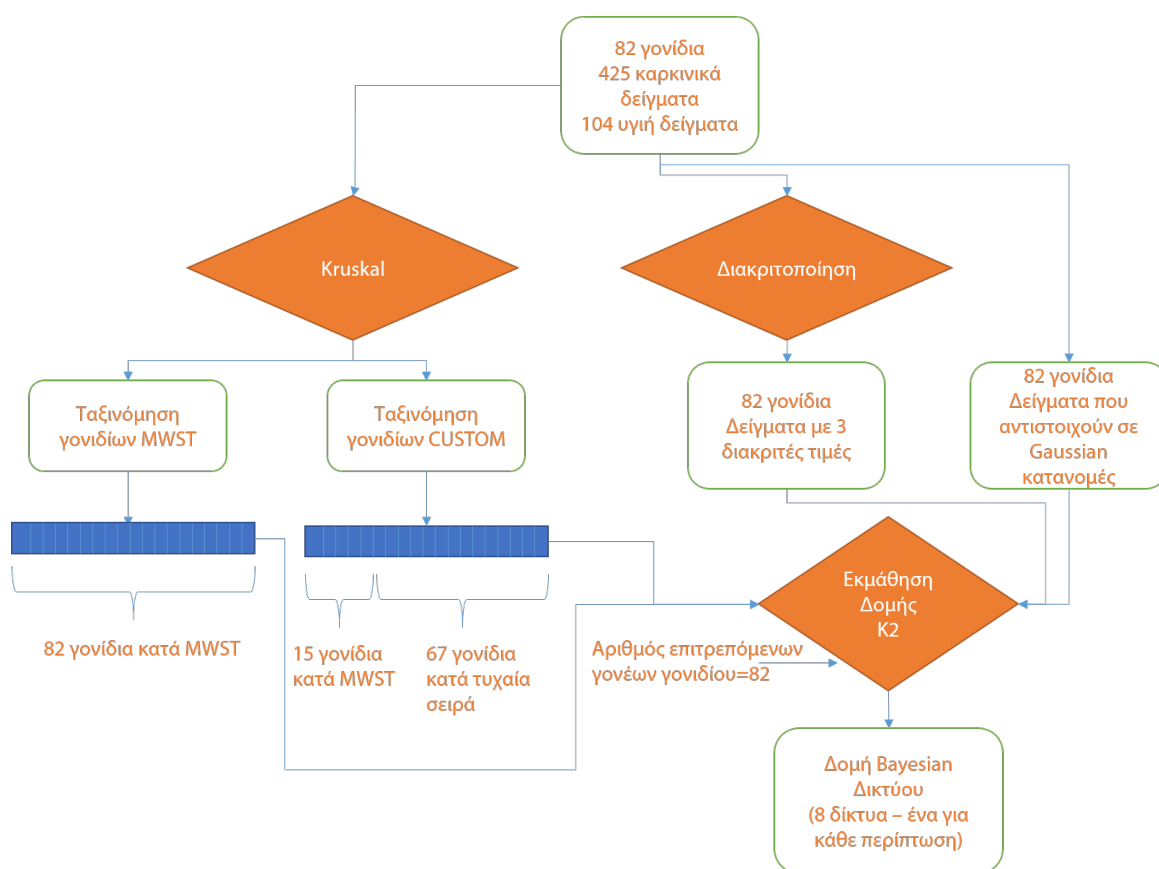 82 γονίδια
425 καρκινικά
δείγματα
104 υγιή δείγματα
Kruskal
Διακριτοποίηση
Ταξινόμηση
γονιδίων MWST
Ταξινόμηση
γονιδίων CUSTOM
82 γονίδια
Δείγματα με 3
διακριτές τιμές
82 γονίδια
Δείγματα που
αντιστοιχούν σε
Gaussian
κατανομές
82 γονίδια κατά MWST
15 γονίδια
κατά MWST
67 γονίδια
κατά τυχαία
σειρά
Εκμάθηση
Δομής
K2
Αριθμός επιτρεπόμενων
γονέων γονιδίου=82
Δομή Bayesian
Δικτύου
(8 δίκτυα – ένα για
κάθε περίπτωση)